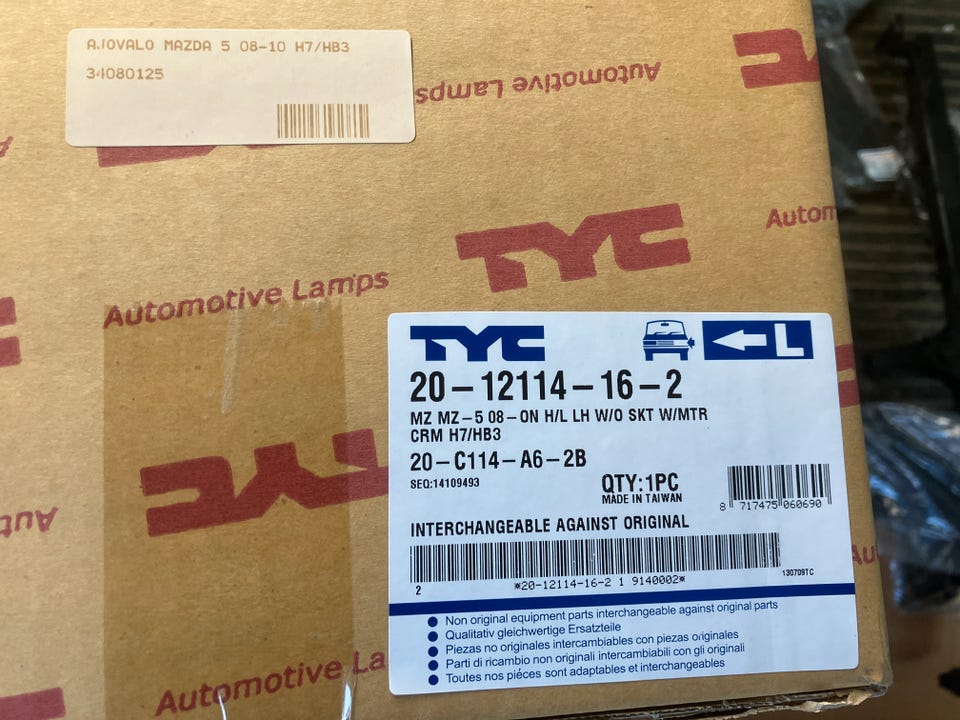 AJOVALO MAZDA 5 08-10 H7/HB3
34080125
Automotive Lamps
TYC
Autom
Automotive Lamps
TYC
Automotive La
TYC
20-12114-16-2
MZ MZ-5 08-ON H/L LH W/O SKT W/MTR
CRM H7/HB3
20-C114-A6-2B
SEQ:14109493
QTY:1PC
MADE IN TAIWAN
L
8 717475 060690
INTERCHANGEABLE AGAINST ORIGINAL
2 *20-12114-16-2 1 9140002*
130709TC
Non original equipment parts interchangeable against original parts
Qualitativ gleichwertige Ersatzteile
Piezas no originales intercambiables con piezas originales
Parti di ricambio non originali intercambiabili con gli originali
Toutes nos piéces sont adaptables et interchangeables